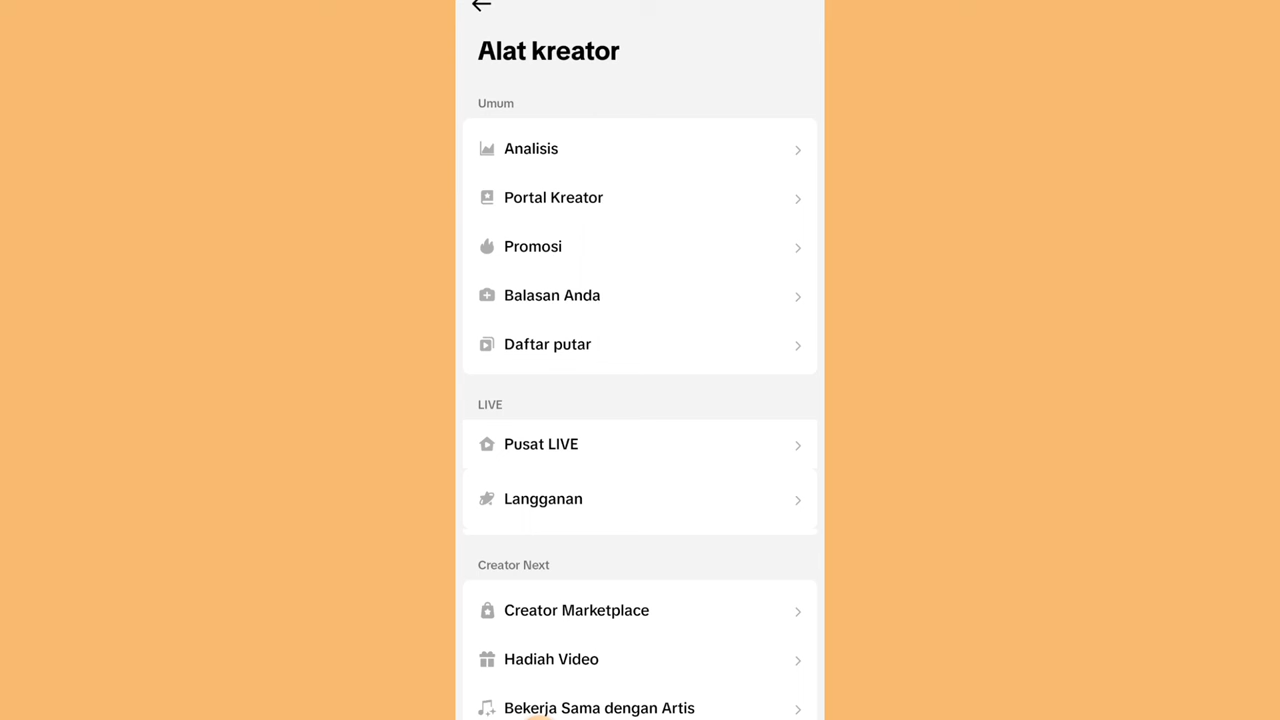 Alat kreator
Umum
Analisis
Portal Kreator
Promosi
Balasan Anda
Daftar putar
LIVE
Pusat LIVE
Langganan
Creator Next
Creator Marketplace
Hadiah Video
Bekerja Sama dengan Artis